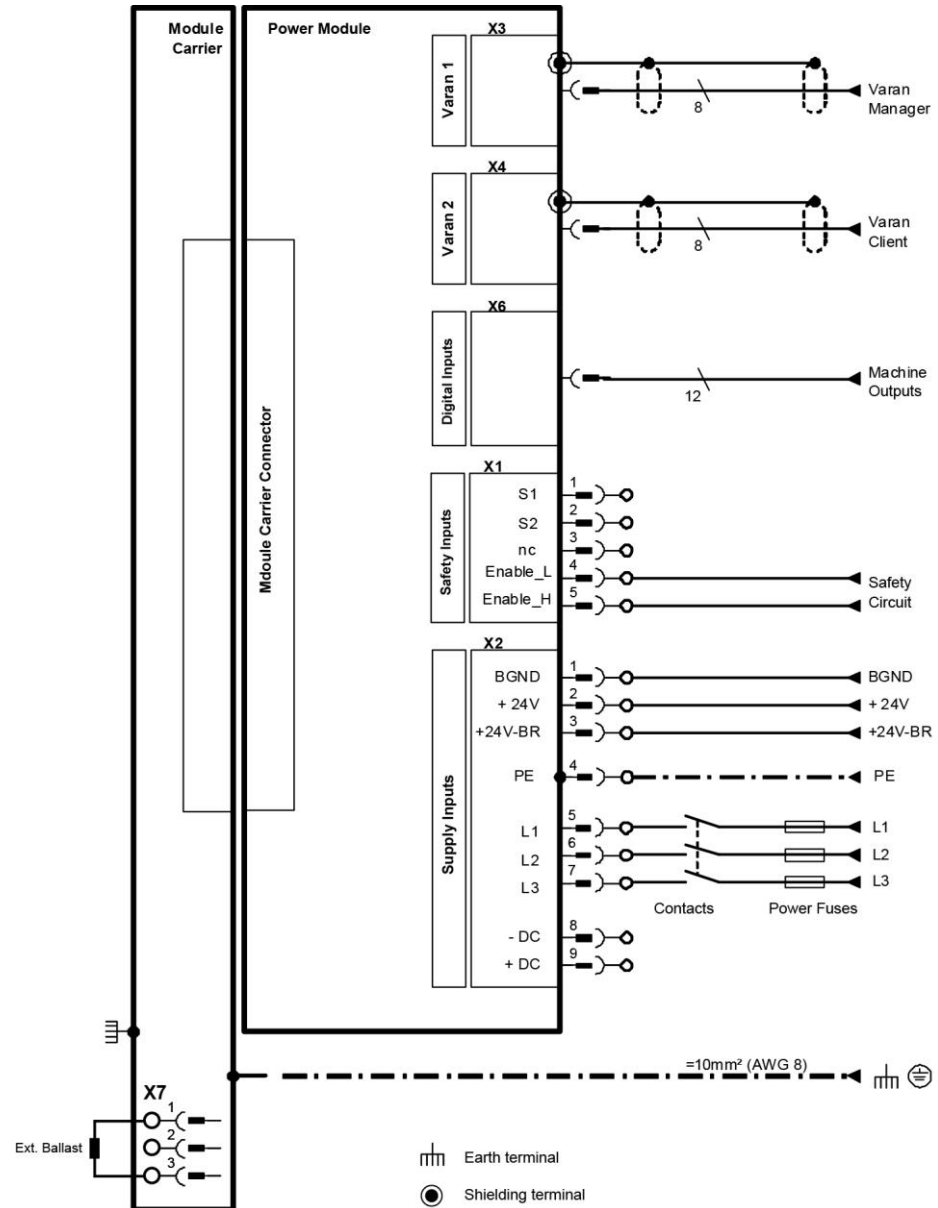 Module
Carrier
Power Module
X3
Varan 1
8
Varan
Manager
X4
Varan 2
8
Varan
Client
X6
Digital Inputs
12
Machine
Outputs
Mdoule Carrier Connector
X1
Safety Inputs
S1
1
S2
2
nc
3
Enable_L
4
Enable_H
5
Safety
Circuit
X2
Supply Inputs
BGND
1
BGND
+ 24V
2
+ 24V
+24V-BR
3
+24V-BR
PE
4
PE
L1
5
L1
L2
6
L2
L3
7
L3
Contacts
Power Fuses
- DC
8
+ DC
9
=10mm² (AWG 8)
X7
1
2
3
Ext. Ballast
Earth terminal
Shielding terminal